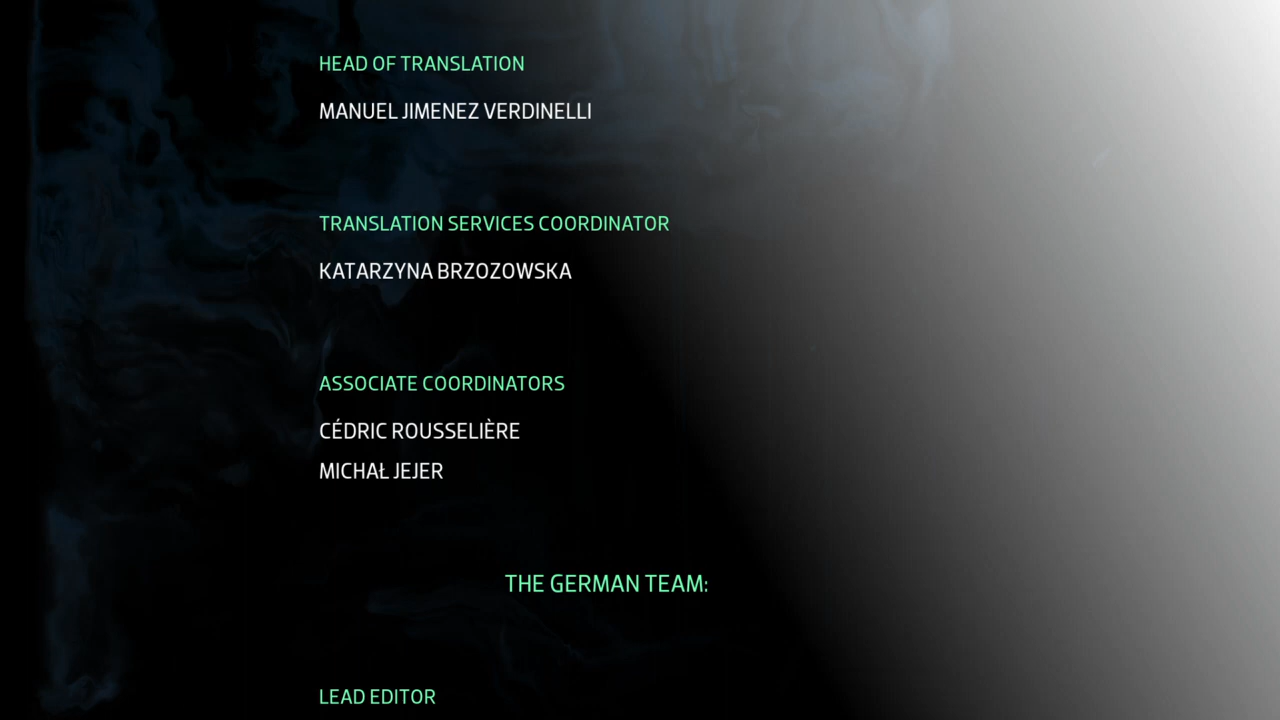 HEAD OF TRANSLATION
MANUEL JIMENEZ VERDINELLI
TRANSLATION SERVICES COORDINATOR
KATARZYNA BRZOZOWSKA
ASSOCIATE COORDINATORS
CÉDRIC ROUSSELIÈRE
MICHAŁ JEJER
THE GERMAN TEAM:
LEAD EDITOR